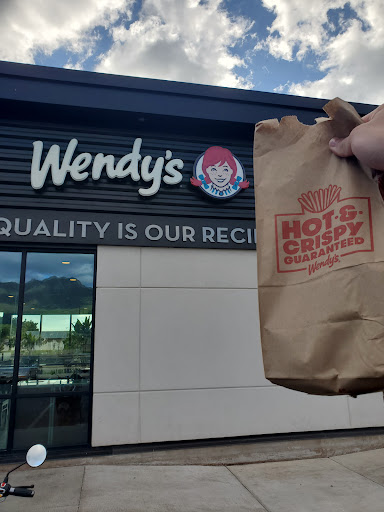 Wendy's
QUALITY IS OUR RECI
HOT & CRISPY
GUARANTEED
Wendy's